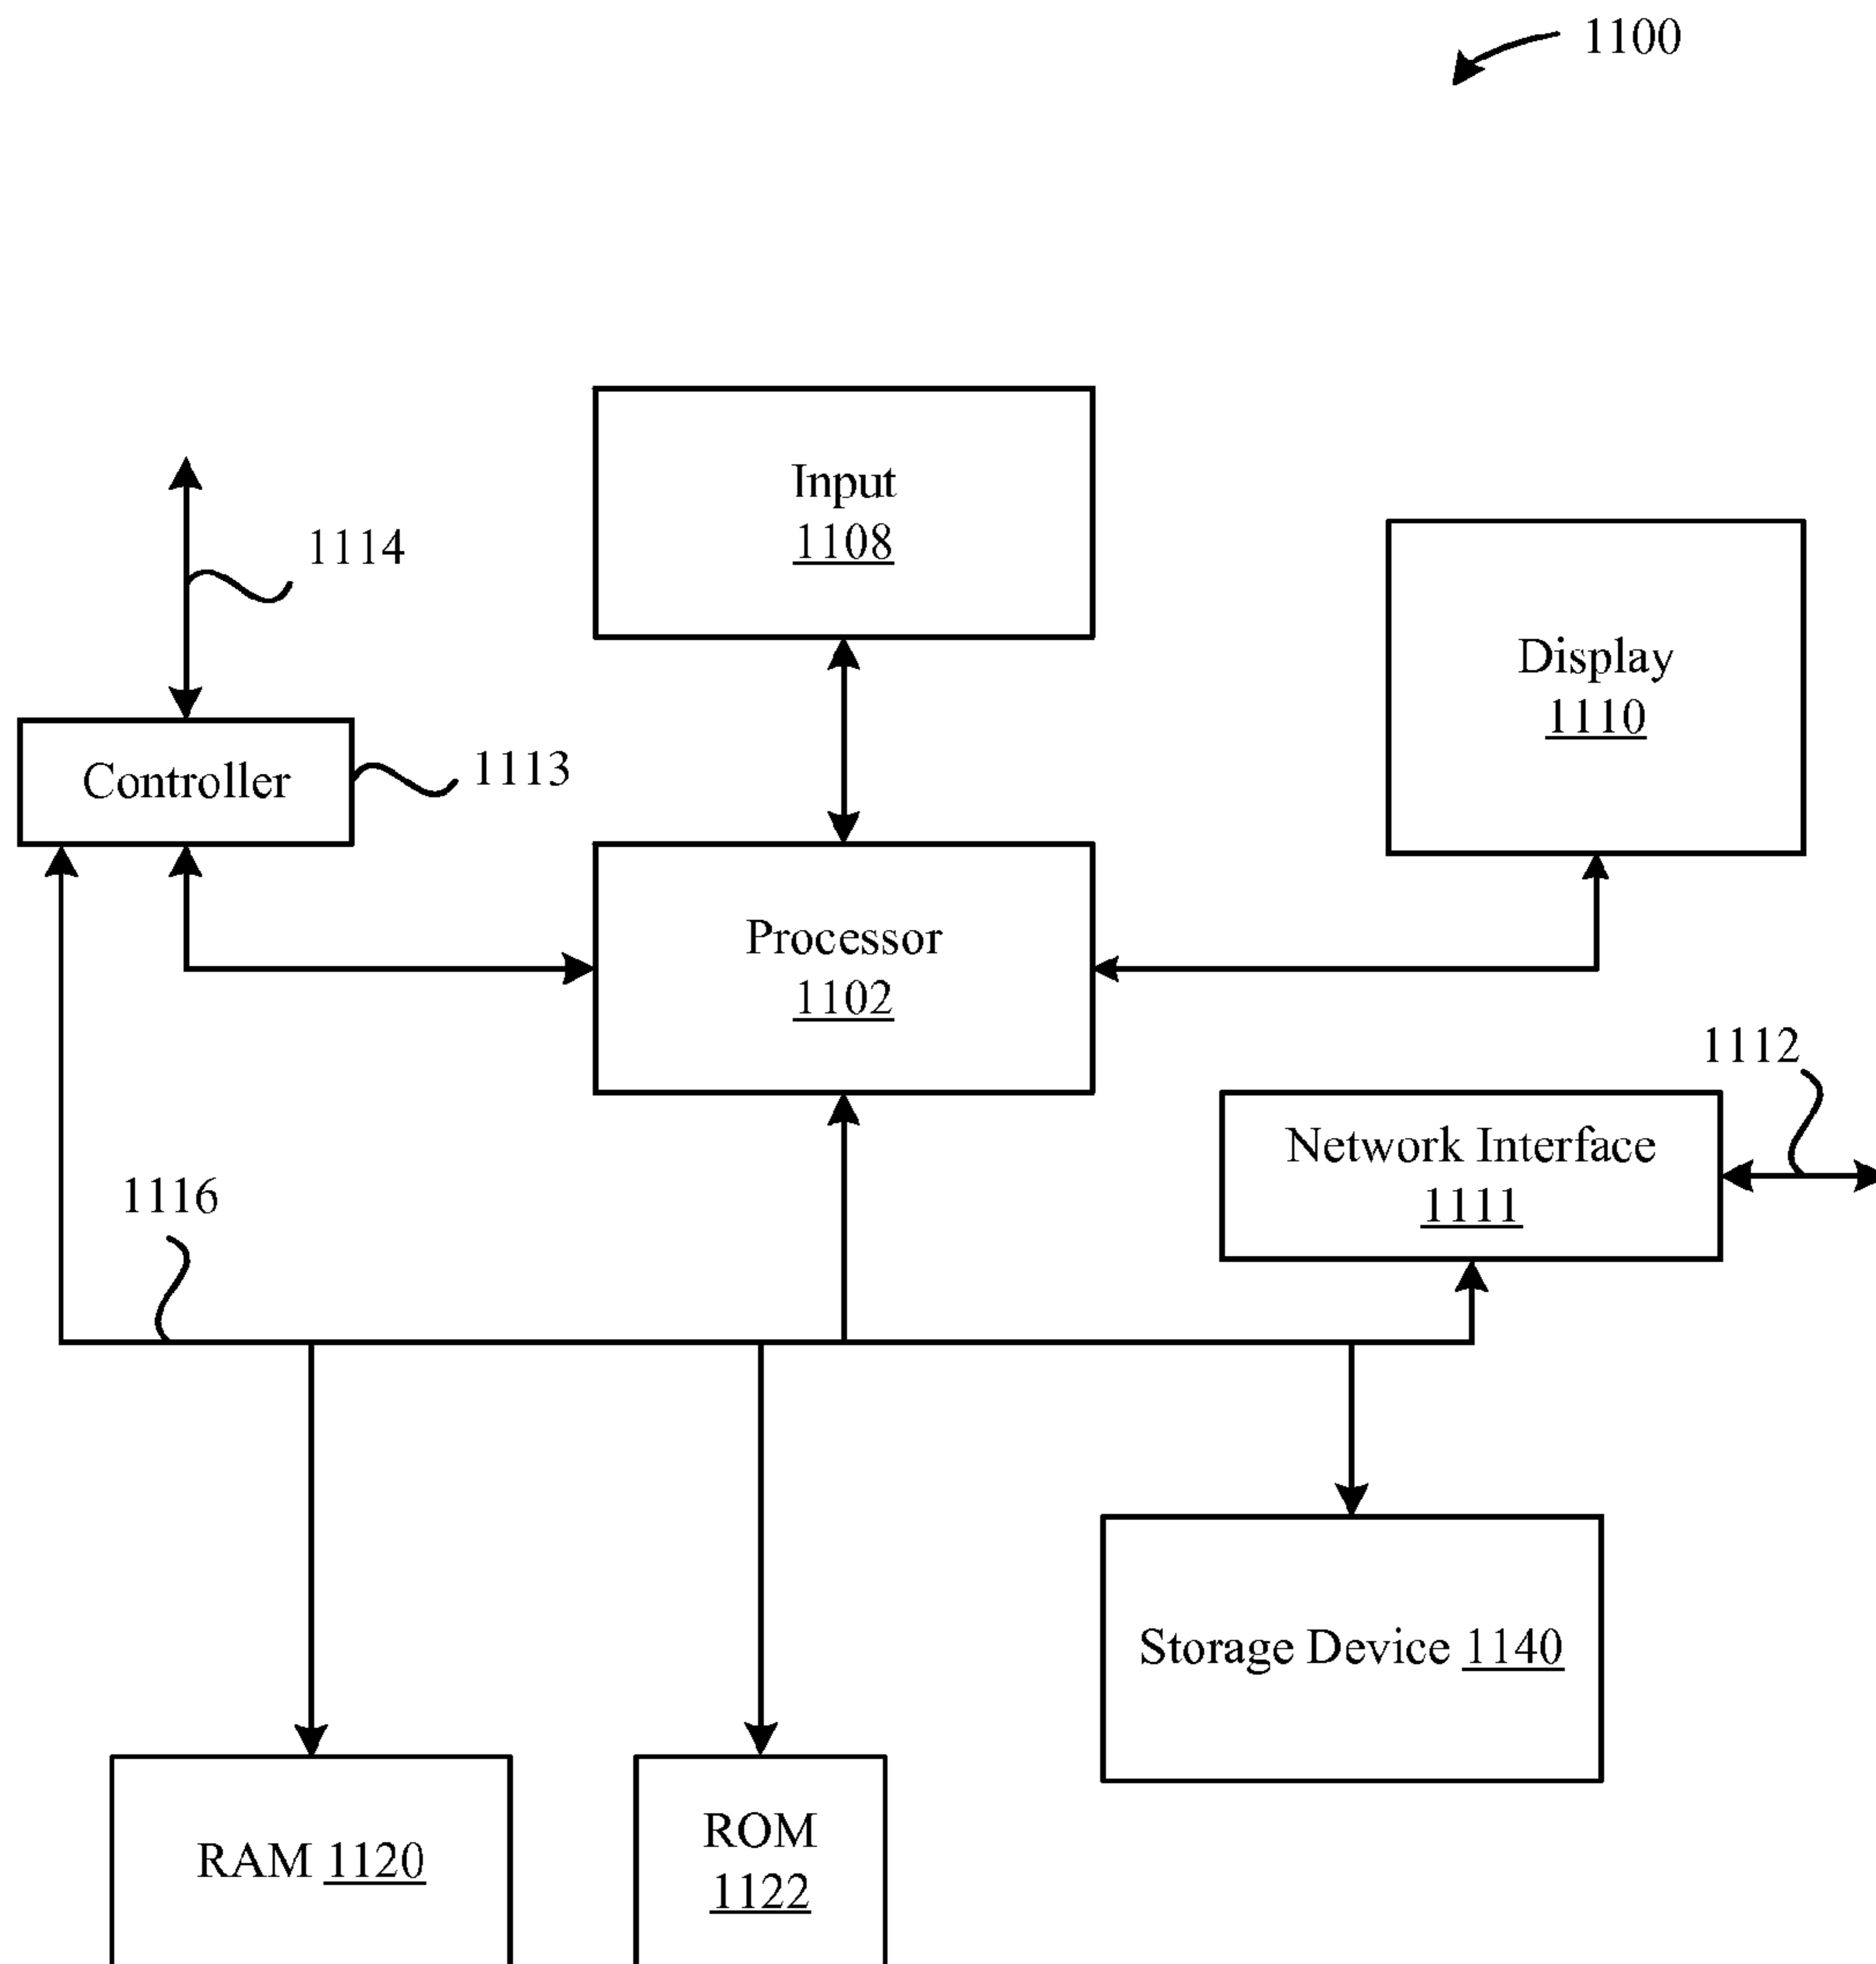 1100
Input
1108
1114
Display
1110
Controller
1113
Processor
1102
1112
Network Interface
1111
1116
Storage Device 1140
RAM 1120
ROM
1122